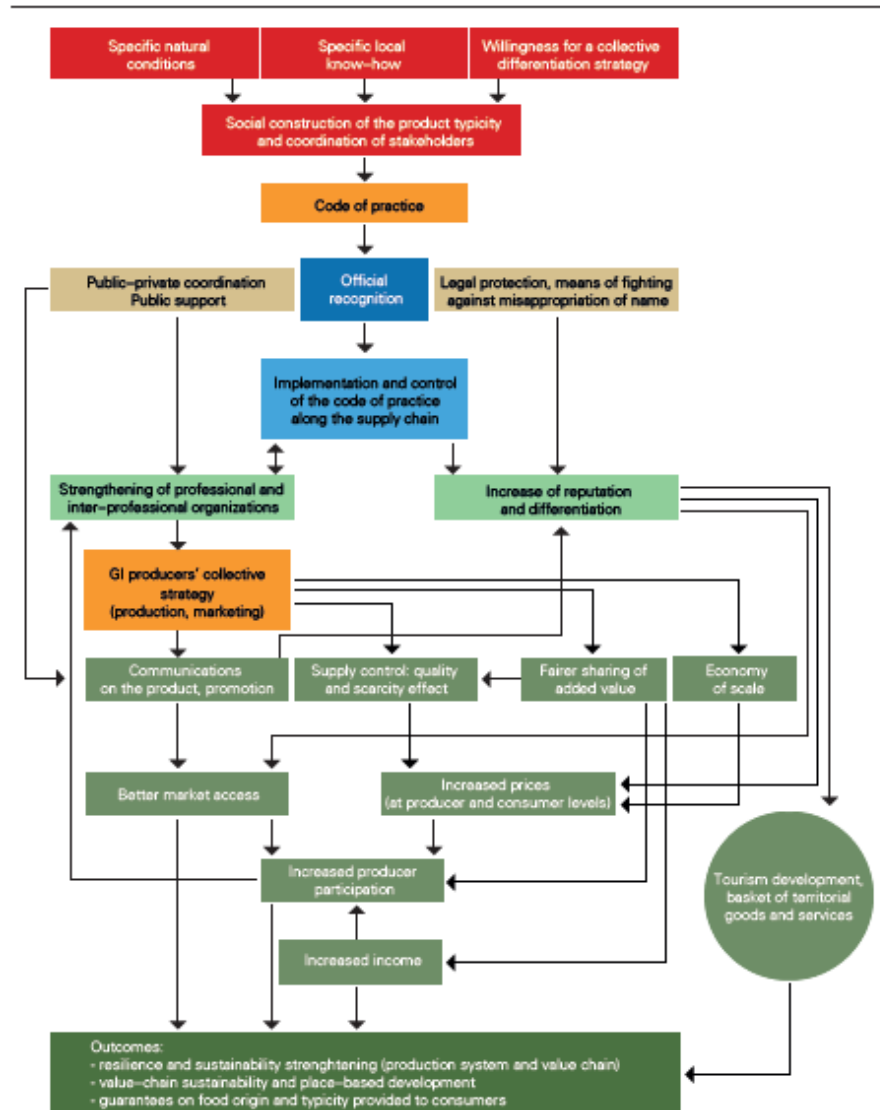 Specific natural
conditions
Specific local
know–how
Willingness for a collective
differentiation strategy
Social construction of the product typicity
and coordination of stakeholders
Code of practice
Public–private coordination
Public support
Official
recognition
Legal protection, means of fighting
against misappropriation of name
Implementation and control
of the code of practice
along the supply chain
Strengthening of professional and
inter–professional organizations
Increase of reputation
and differentiation
GI producers’ collective
strategy
(production, marketing)
Communications
on the product, promotion
Supply control: quality
and scarcity effect
Fairer sharing of
added value
Economy
of scale
Better market access
Increased prices
(at producer and consumer levels)
Increased producer
participation
Tourism development,
basket of territorial
goods and services
Increased income
Outcomes:
- resilience and sustainability strenghtening (production system and value chain)
- value–chain sustainability and place–based development
- guarantees on food origin and typicity provided to consumers